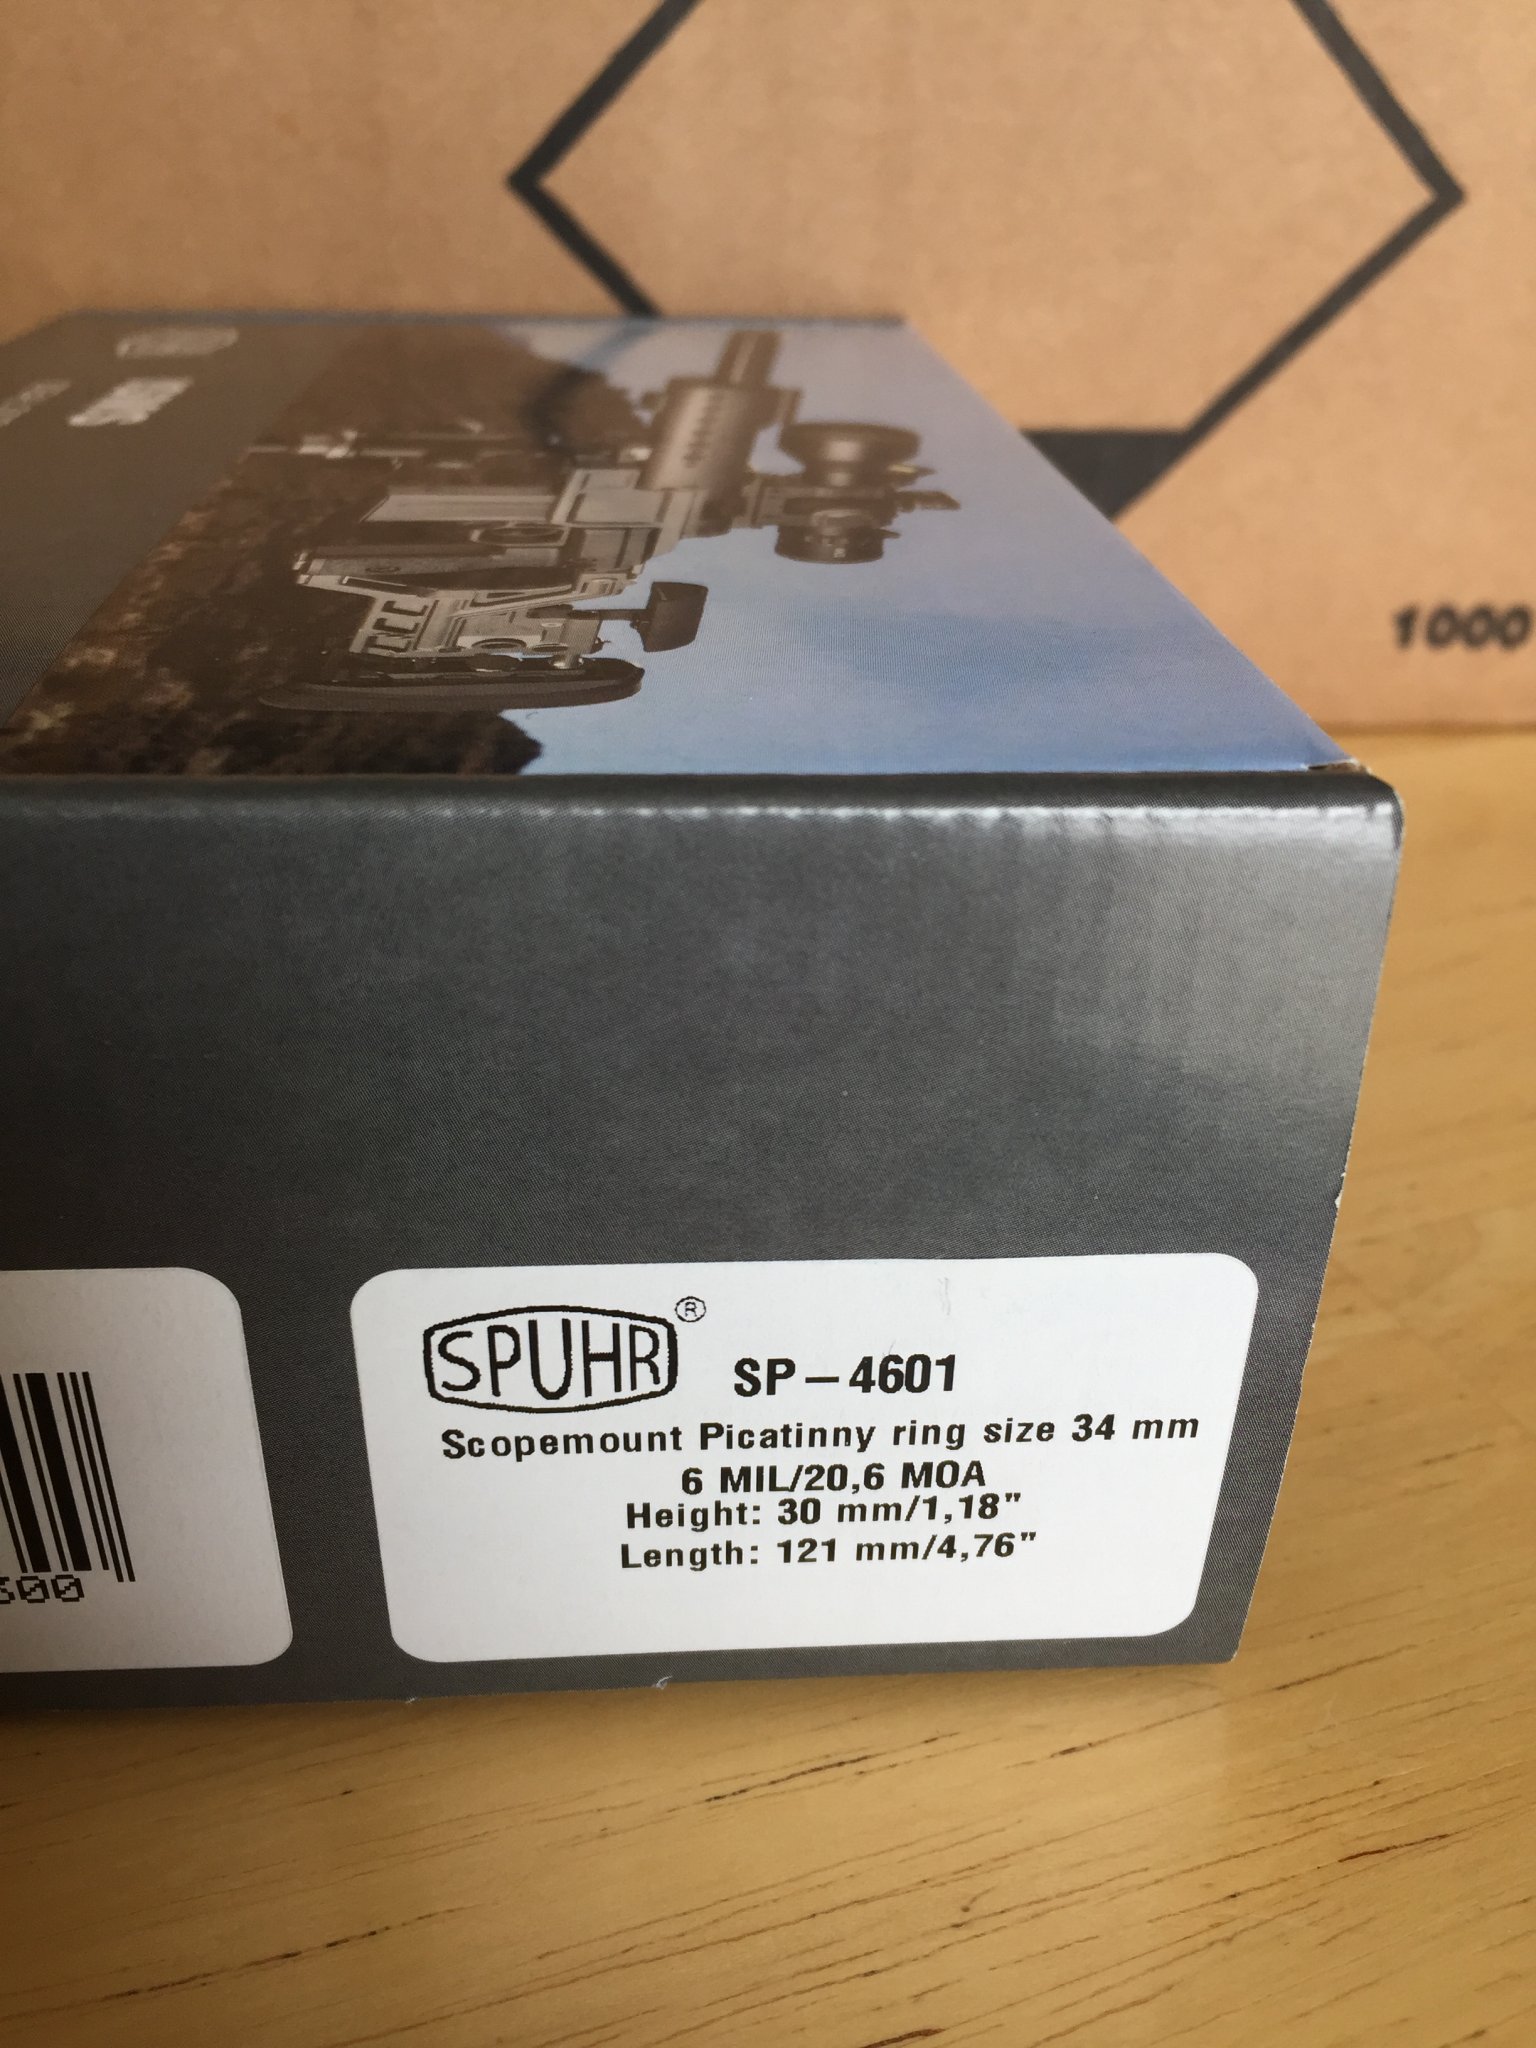 1000
SPUHR® SP-4601
Scopemount Picatinny ring size 34 mm
6 MIL/20,6 MOA
Height: 30 mm/1,18"
Length: 121 mm/4,76"
300